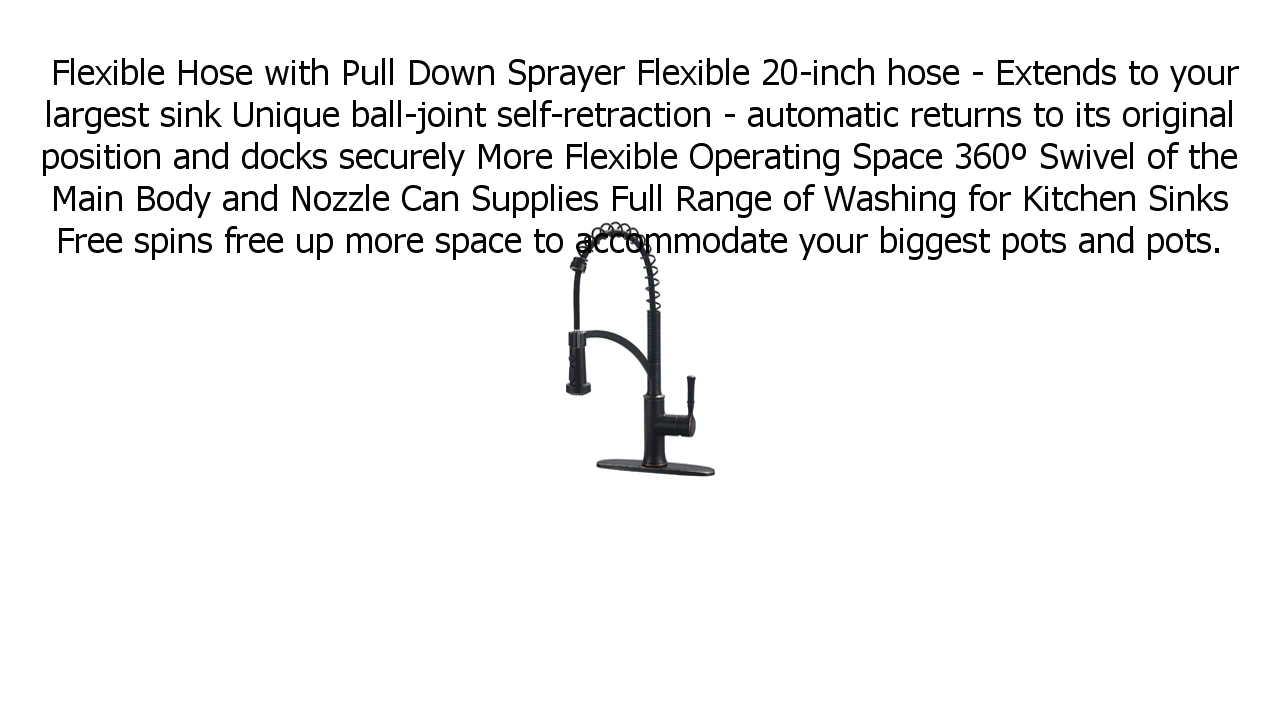 Flexible Hose with Pull Down Sprayer Flexible 20-inch hose - Extends to your
largest sink Unique ball-joint self-retraction - automatic returns to its original
position and docks securely More Flexible Operating Space 360º Swivel of the
Main Body and Nozzle Can Supplies Full Range of Washing for Kitchen Sinks
Free spins free up more space to accommodate your biggest pots and pots.